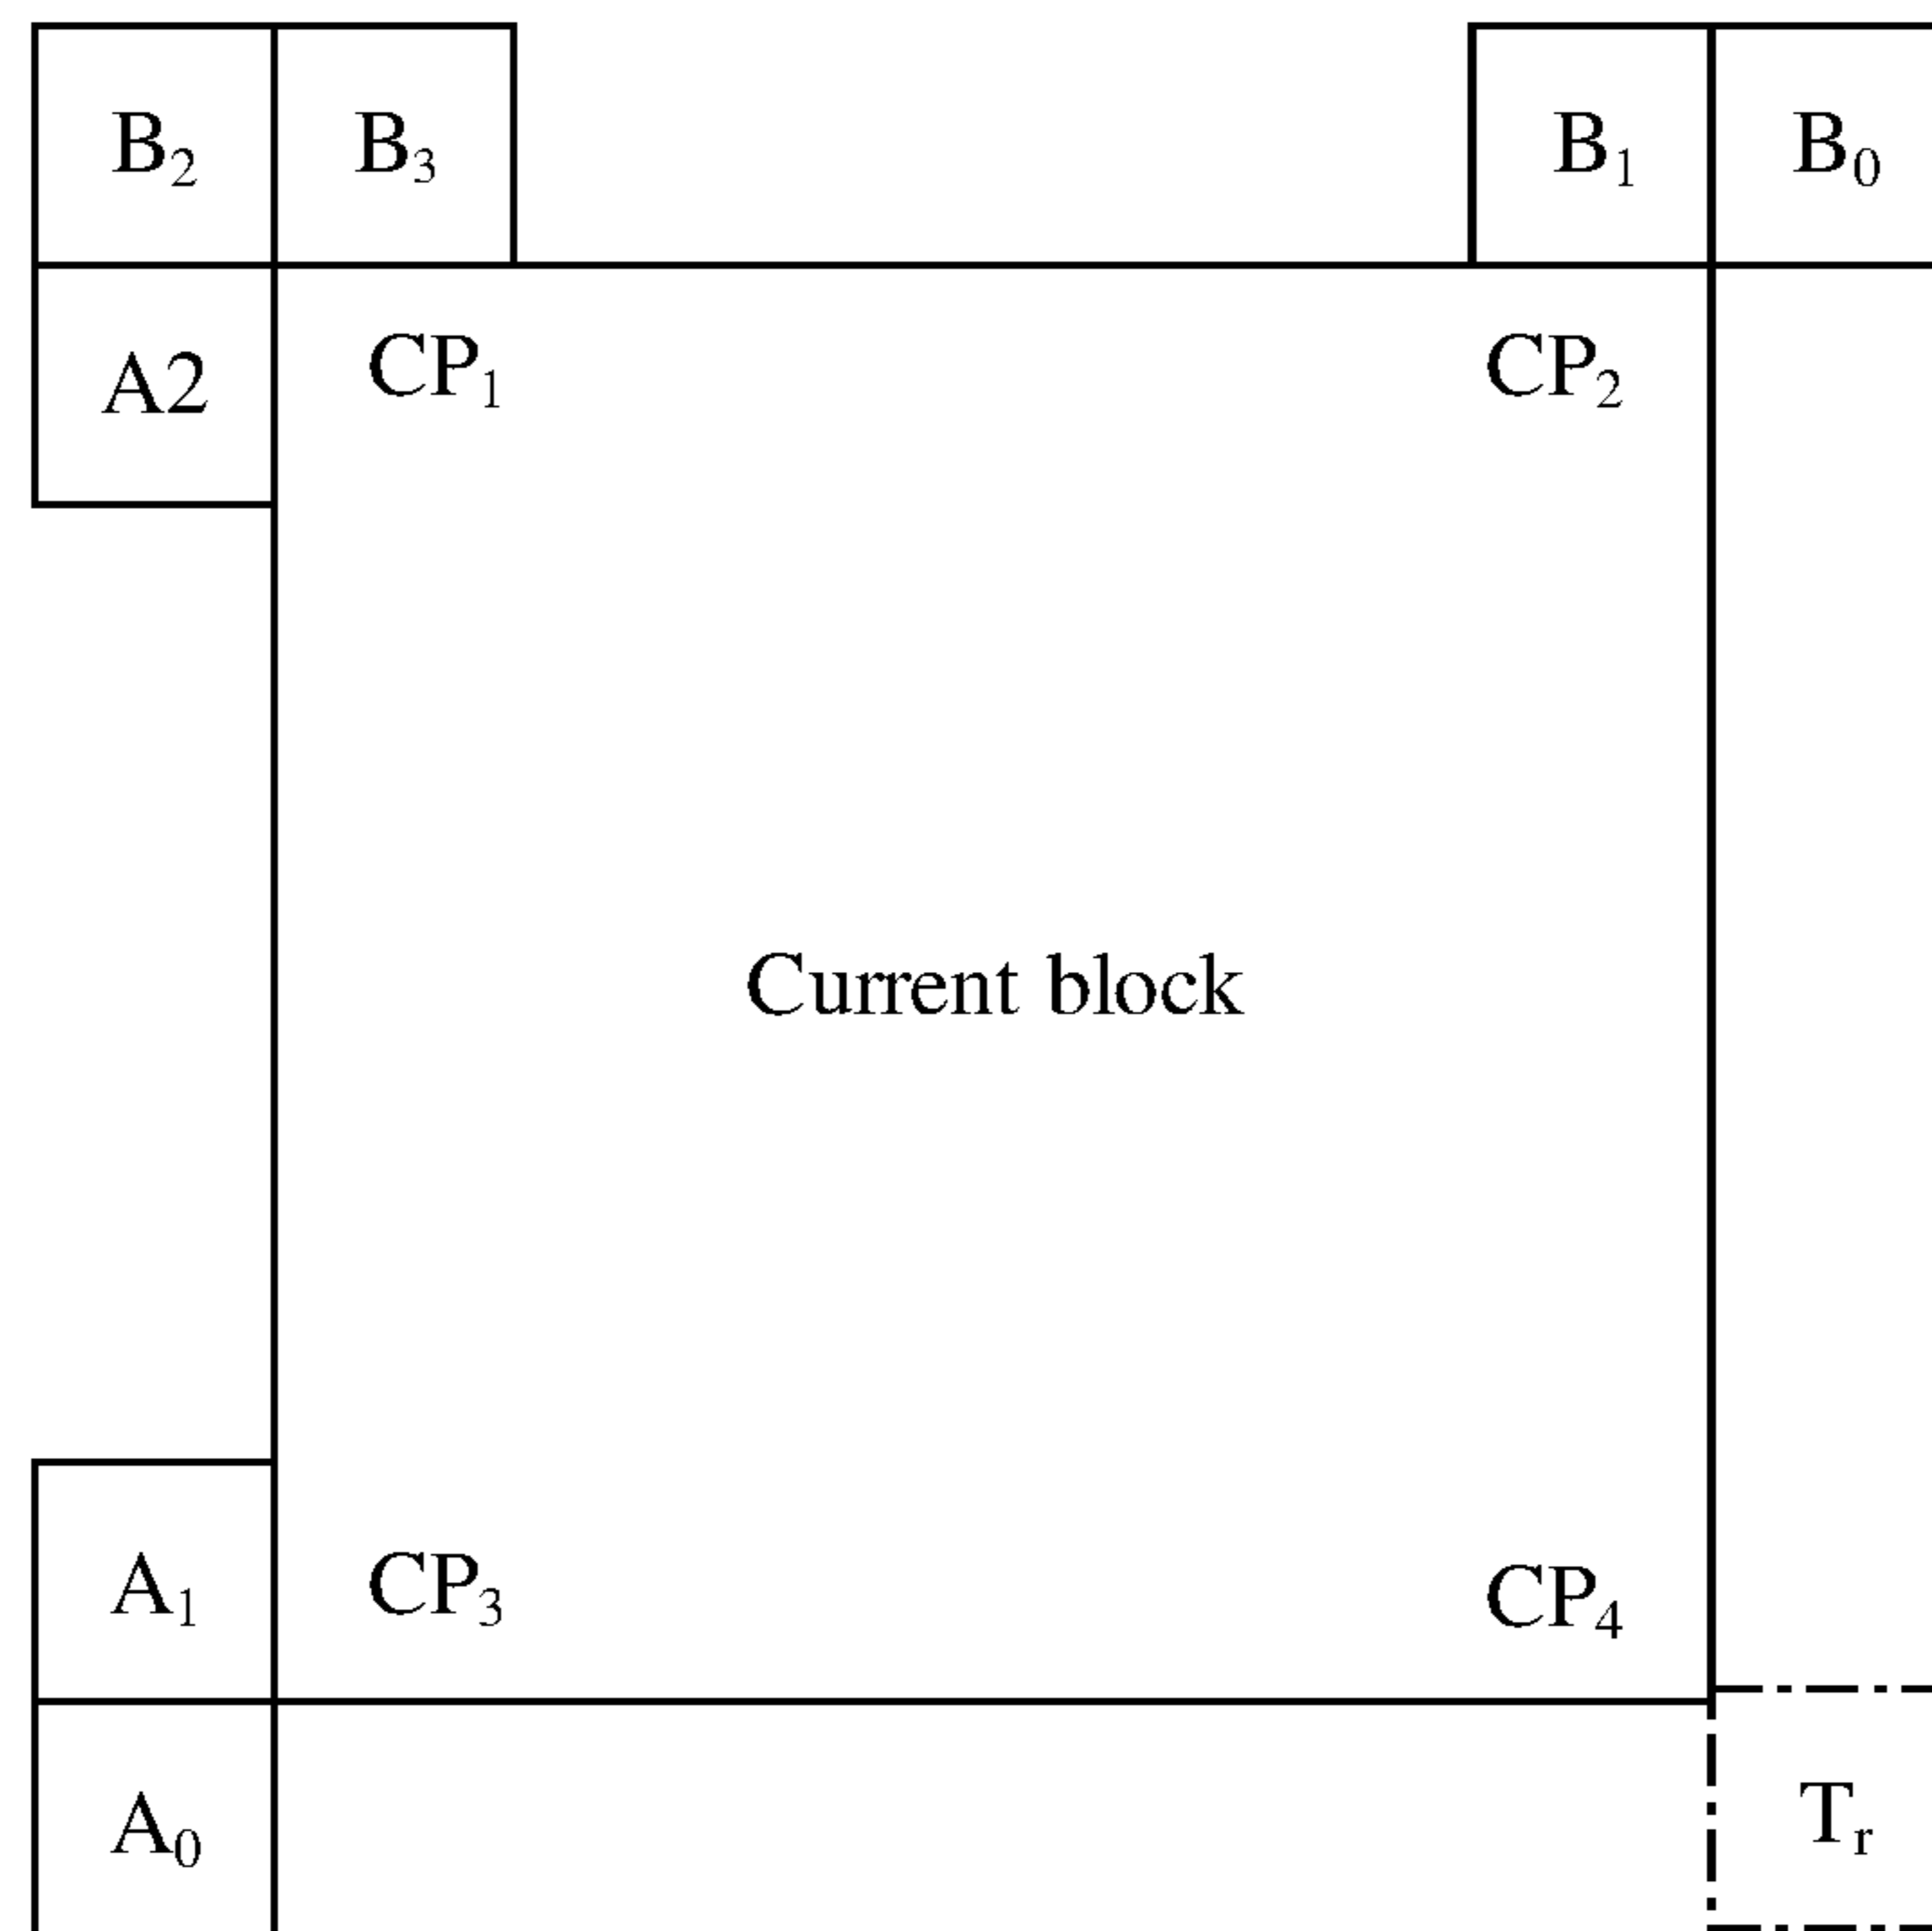 B₂ B₃ B₁ B₀
A2 CP₁ CP₂
Current block
A₁ CP₃ CP₄
A₀ Tᵣ